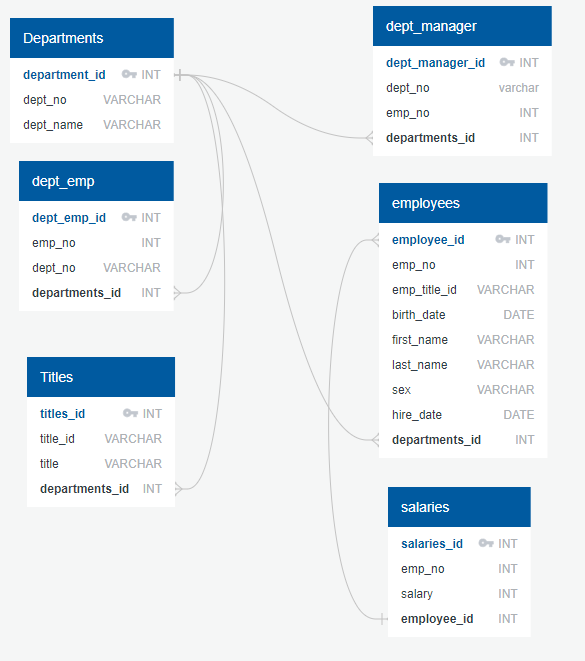 Departments
department_id INT
dept_no VARCHAR
dept_name VARCHAR
dept_emp
dept_emp_id INT
emp_no INT
dept_no VARCHAR
departments_id INT
Titles
titles_id INT
title_id VARCHAR
title VARCHAR
departments_id INT
dept_manager
dept_manager_id INT
dept_no varchar
emp_no INT
departments_id INT
employees
employee_id INT
emp_no INT
emp_title_id VARCHAR
birth_date DATE
first_name VARCHAR
last_name VARCHAR
sex VARCHAR
hire_date DATE
departments_id INT
salaries
salaries_id INT
emp_no INT
salary INT
employee_id INT